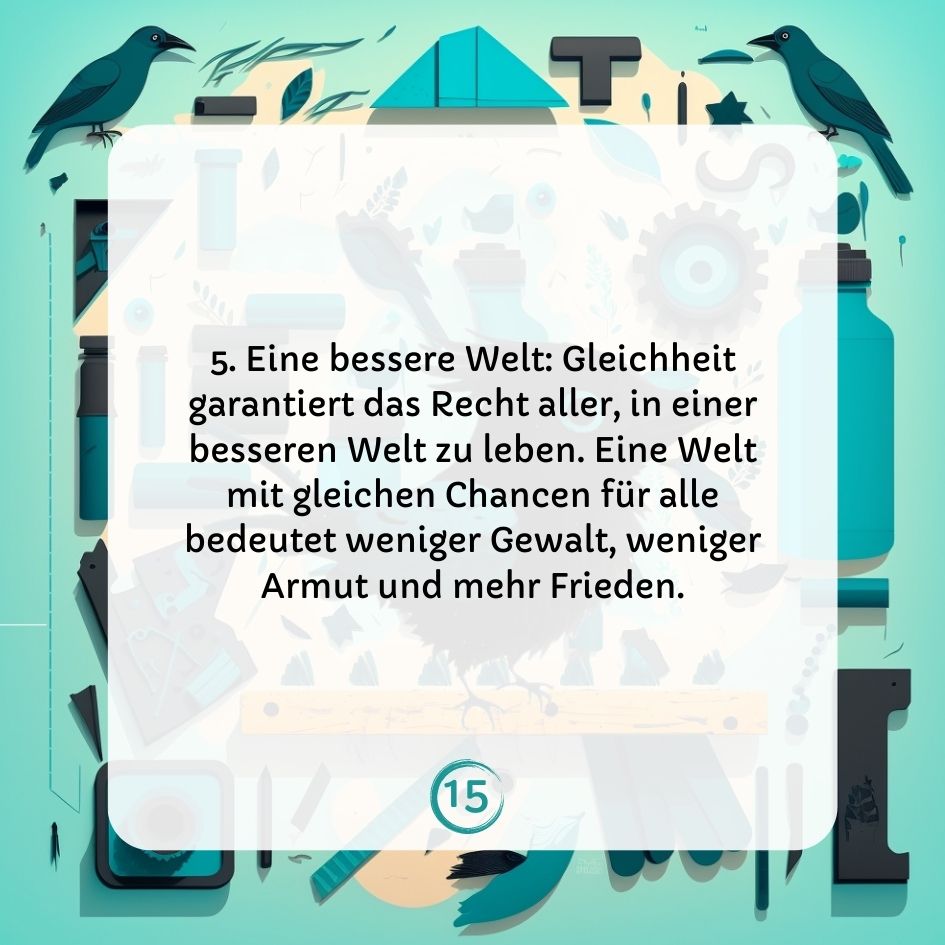 5. Eine bessere Welt: Gleichheit
garantiert das Recht aller, in einer
besseren Welt zu leben. Eine Welt
mit gleichen Chancen für alle
bedeutet weniger Gewalt, weniger
Armut und mehr Frieden.
15